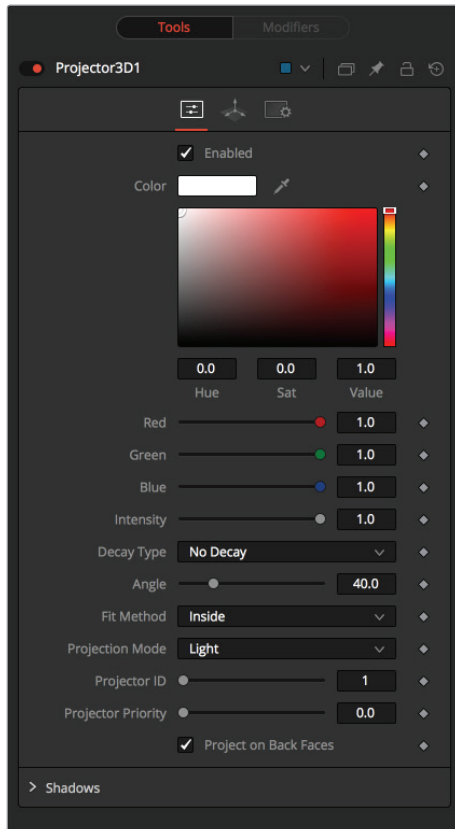 Tools Modifiers
Projector3D1
Enabled
Color
0.0 0.0 1.0
Hue Sat Value
Red 1.0
Green 1.0
Blue 1.0
Intensity 1.0
Decay Type No Decay
Angle 40.0
Fit Method Inside
Projection Mode Light
Projector ID 1
Projector Priority 0.0
Project on Back Faces
Shadows